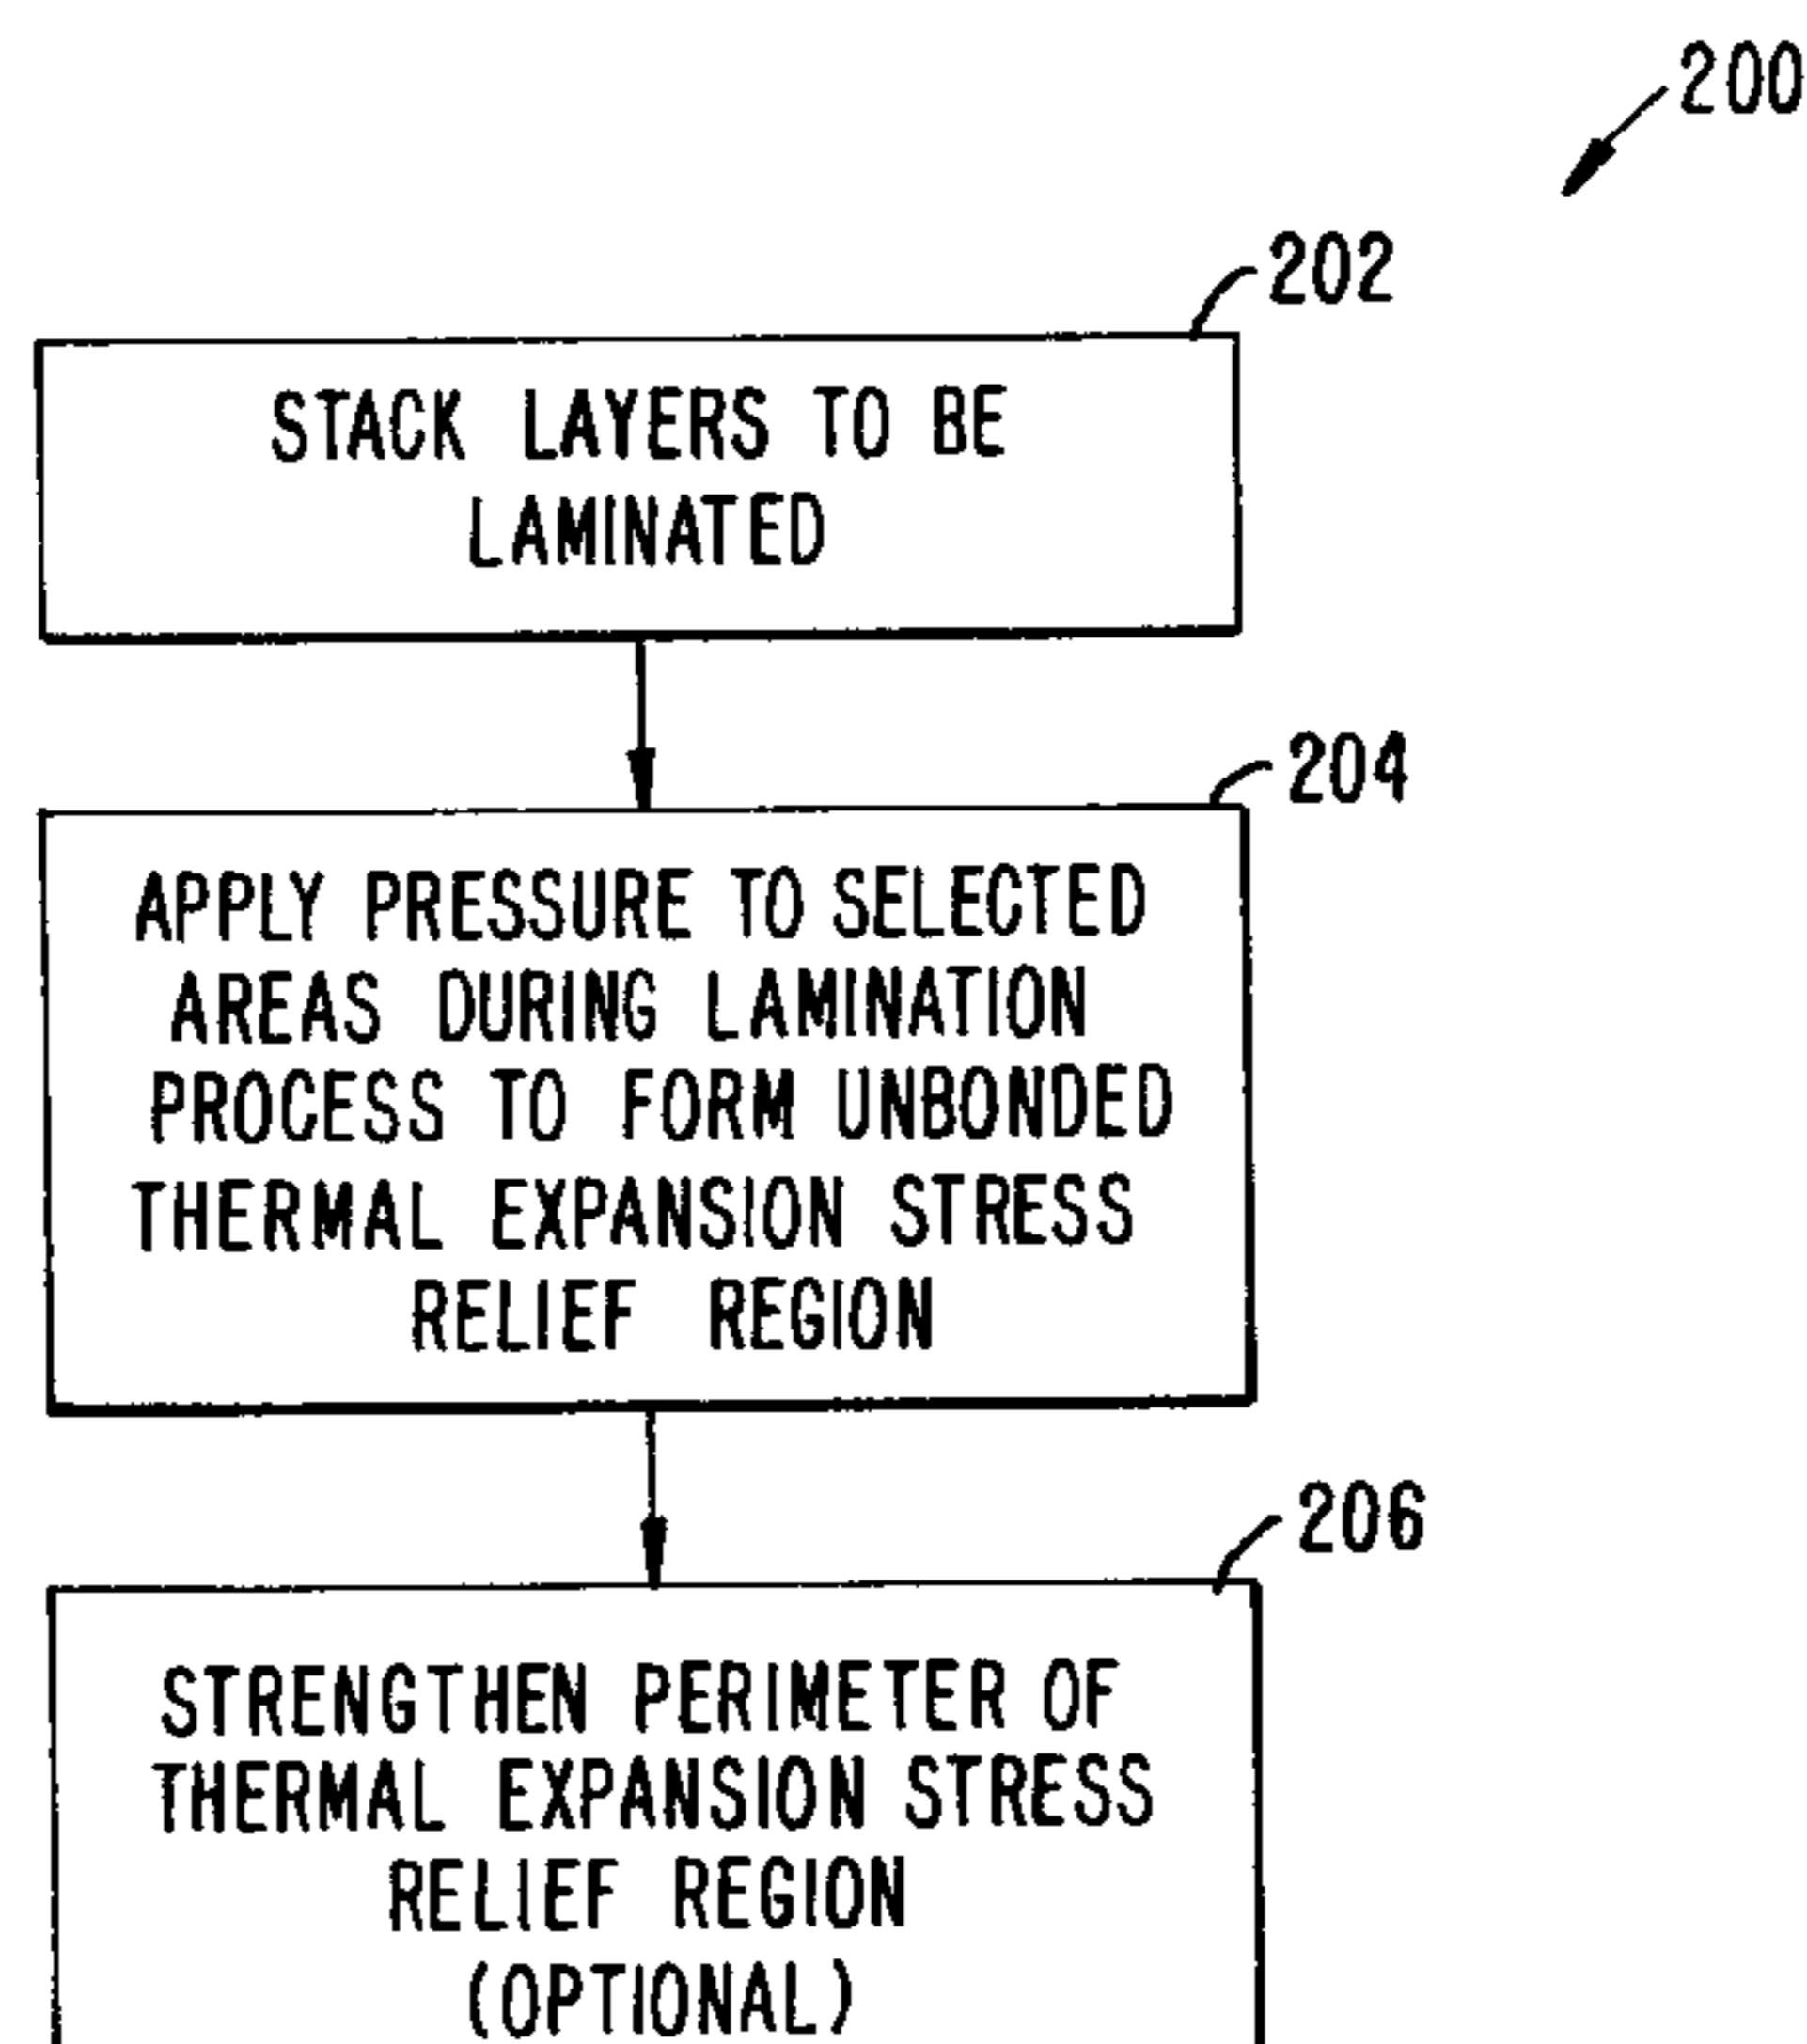 200
202
STACK LAYERS TO BE
LAMINATED
204
APPLY PRESSURE TO SELECTED
AREAS DURING LAMINATION
PROCESS TO FORM UNBONDED
THERMAL EXPANSION STRESS
RELIEF REGION
206
STRENGTHEN PERIMETER OF
THERMAL EXPANSION STRESS
RELIEF REGION
(OPTIONAL)